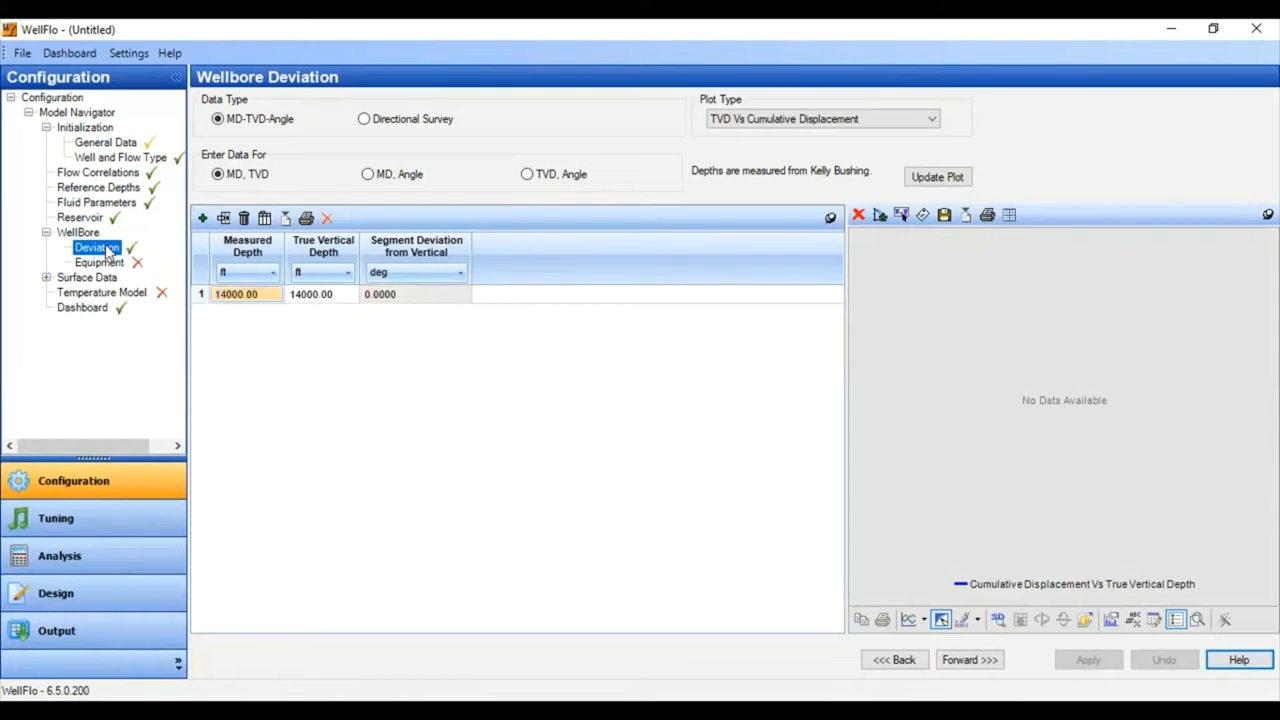 WellFlo - (Untitled)
File Dashboard Settings Help
Configuration
Configuration
Model Navigator
Initialization
General Data
Well and Flow Type
Flow Correlations
Reference Depths
Fluid Parameters
Reservoir
WellBore
Deviation
Equipment
Surface Data
Temperature Model
Dashboard
Configuration
Tuning
Analysis
Design
Output
Wellbore Deviation
Data Type
MD-TVD-Angle Directional Survey
Plot Type
TVD Vs Cumulative Displacement
Enter Data For
MD, TVD MD, Angle TVD, Angle
Depths are measured from Kelly Bushing.
Update Plot
Measured Depth True Vertical Depth Segment Deviation from Vertical
ft ft deg
1 14000.00 14000.00 0.0000
No Data Available
Cumulative Displacement Vs True Vertical Depth
3D
<<< Back Forward >>> Apply Undo Help
WellFlo - 6.5.0.200